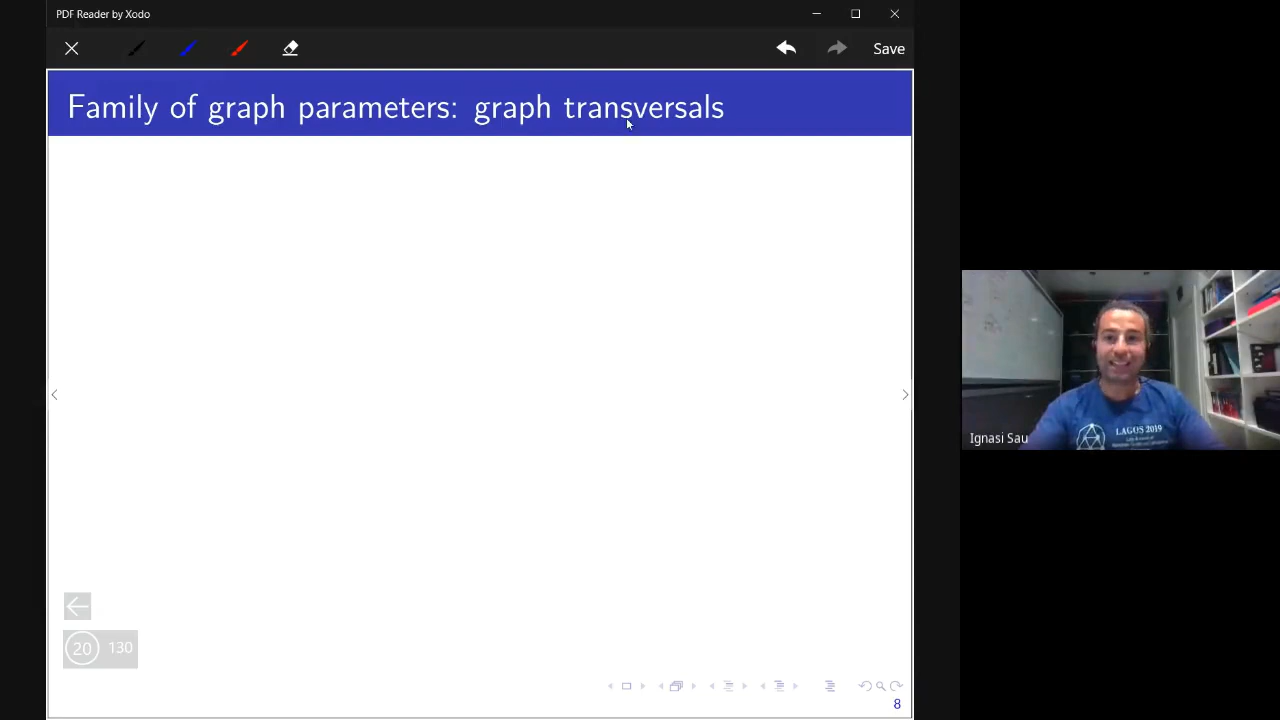 PDF Reader by Xodo
Save
Family of graph parameters: graph transversals
Ignasi Sau
LAGOS 2019
20 130
8